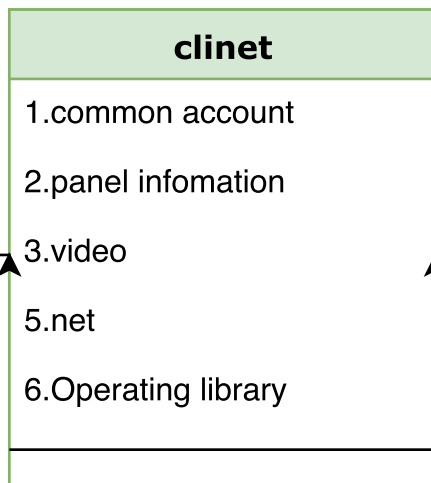 clinet
1.common account
2.panel infomation
3.video
5.net
6.Operating library